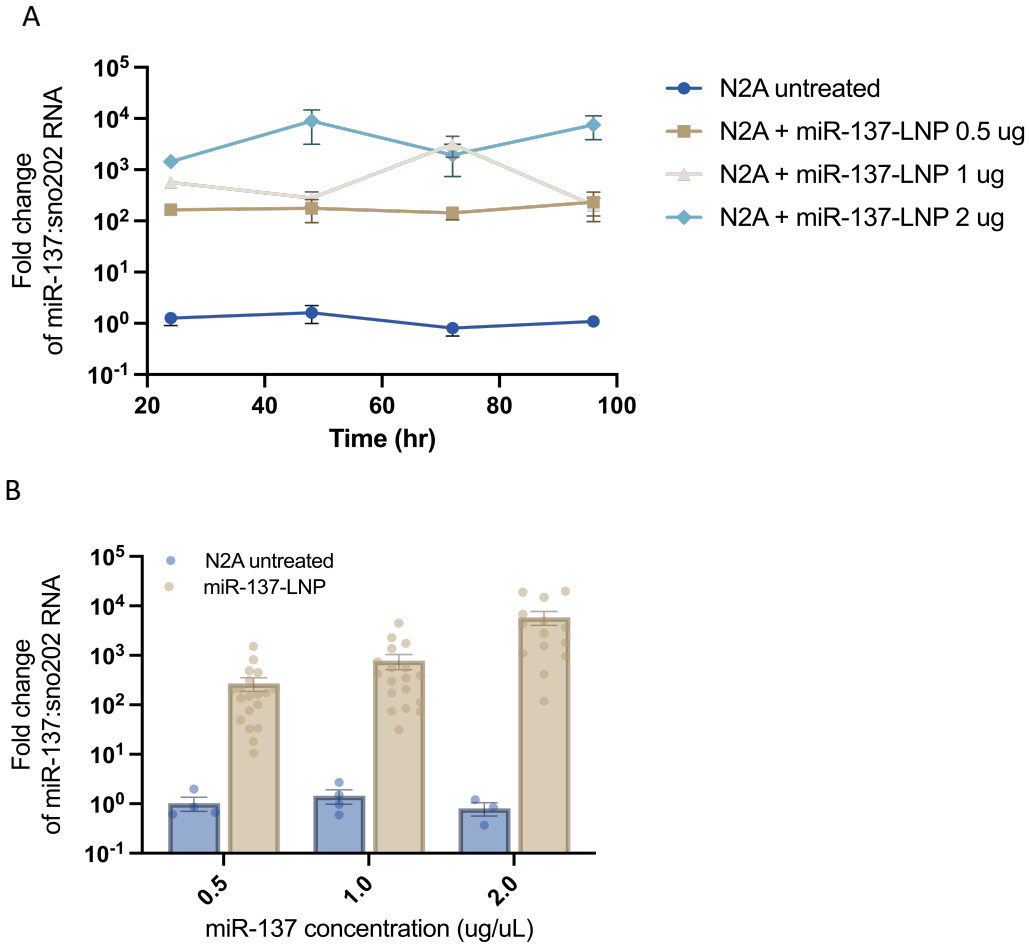 A
10^5
10^4
10^3
10^2
10^1
10^0
10^-1
Fold change
of miR-137:sno202 RNA
20 40 60 80 100
Time (hr)
N2A untreated
N2A + miR-137-LNP 0.5 ug
N2A + miR-137-LNP 1 ug
N2A + miR-137-LNP 2 ug
B
10^5
10^4
10^3
10^2
10^1
10^0
10^-1
Fold change
of miR-137:sno202 RNA
N2A untreated
miR-137-LNP
0.5 1.0 2.0
miR-137 concentration (ug/uL)